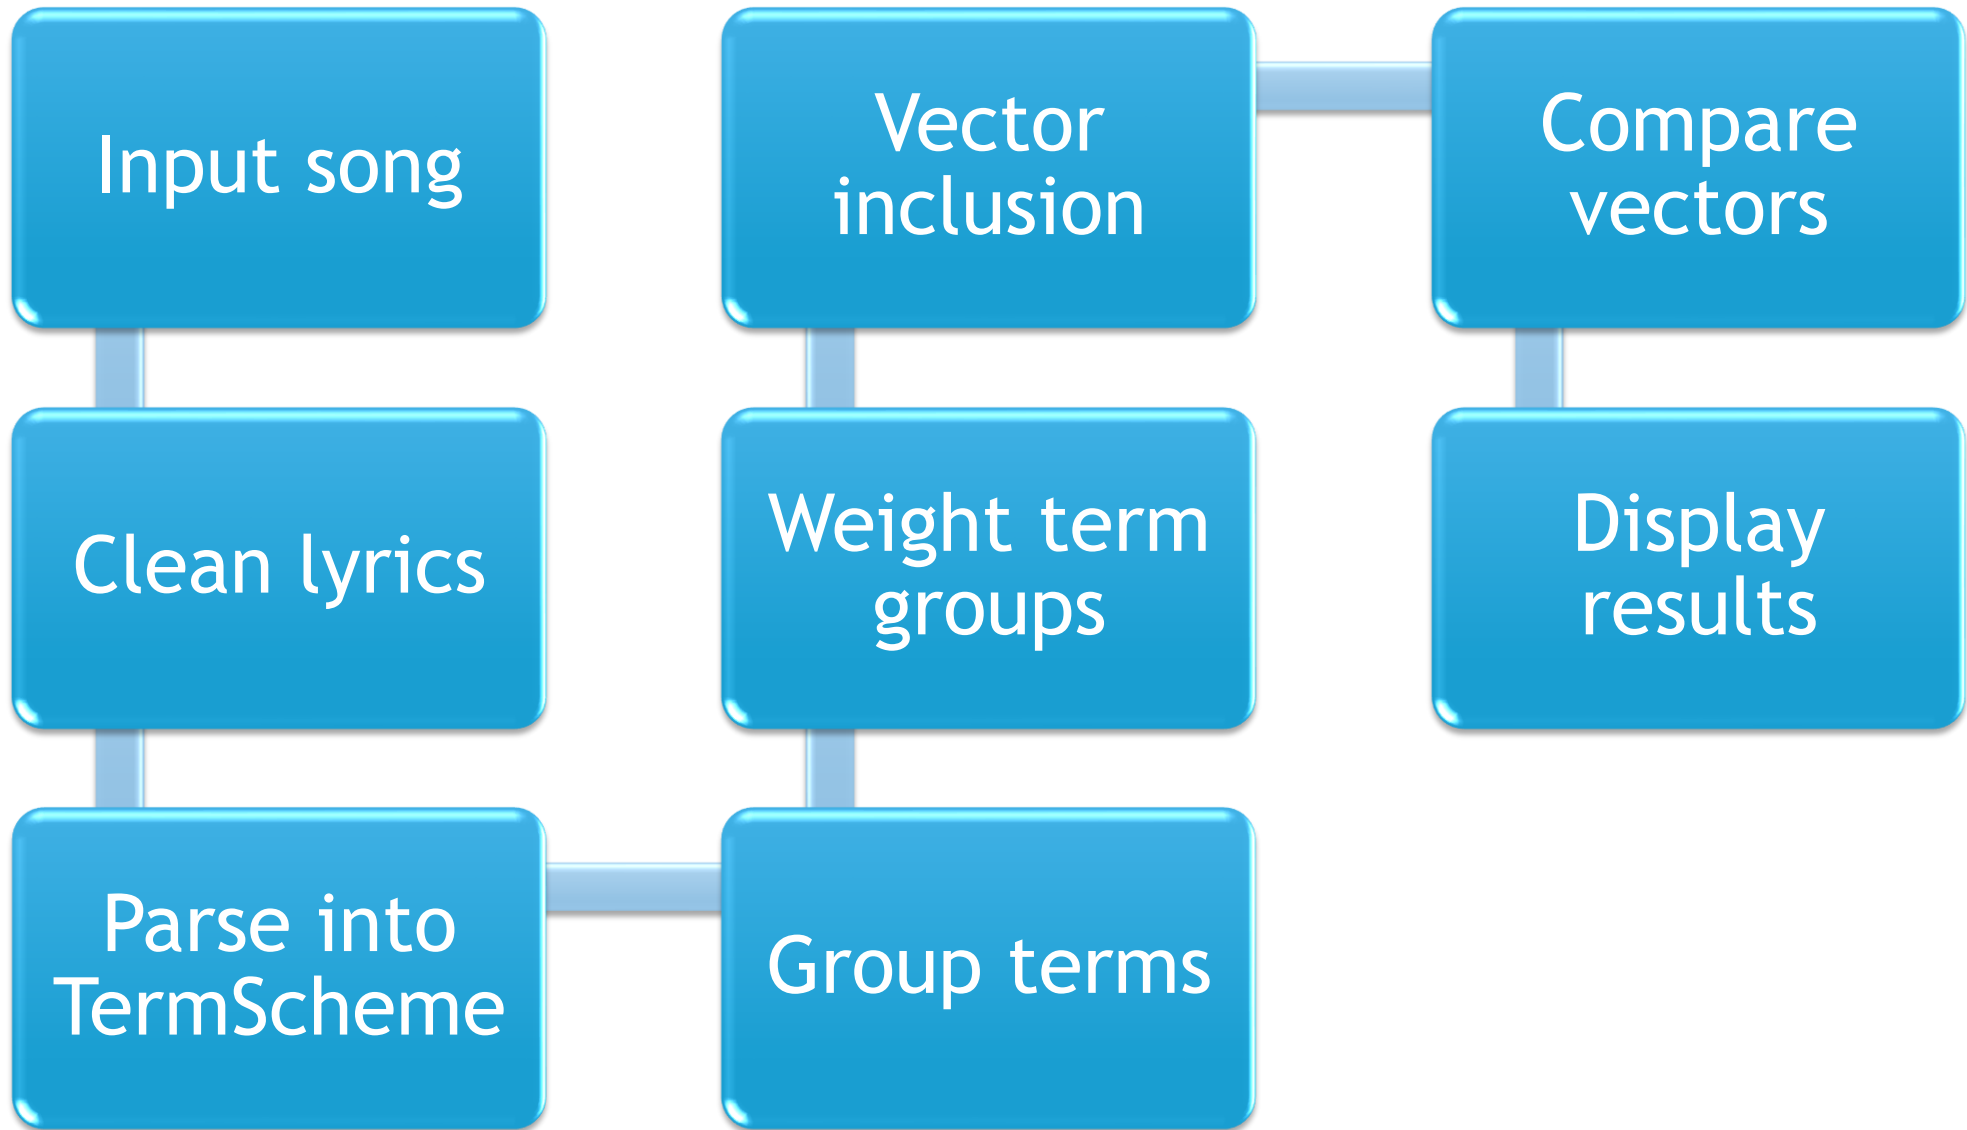 Input song
Clean lyrics
Parse into
TermScheme
Group terms
Weight term
groups
Vector
inclusion
Compare
vectors
Display
results